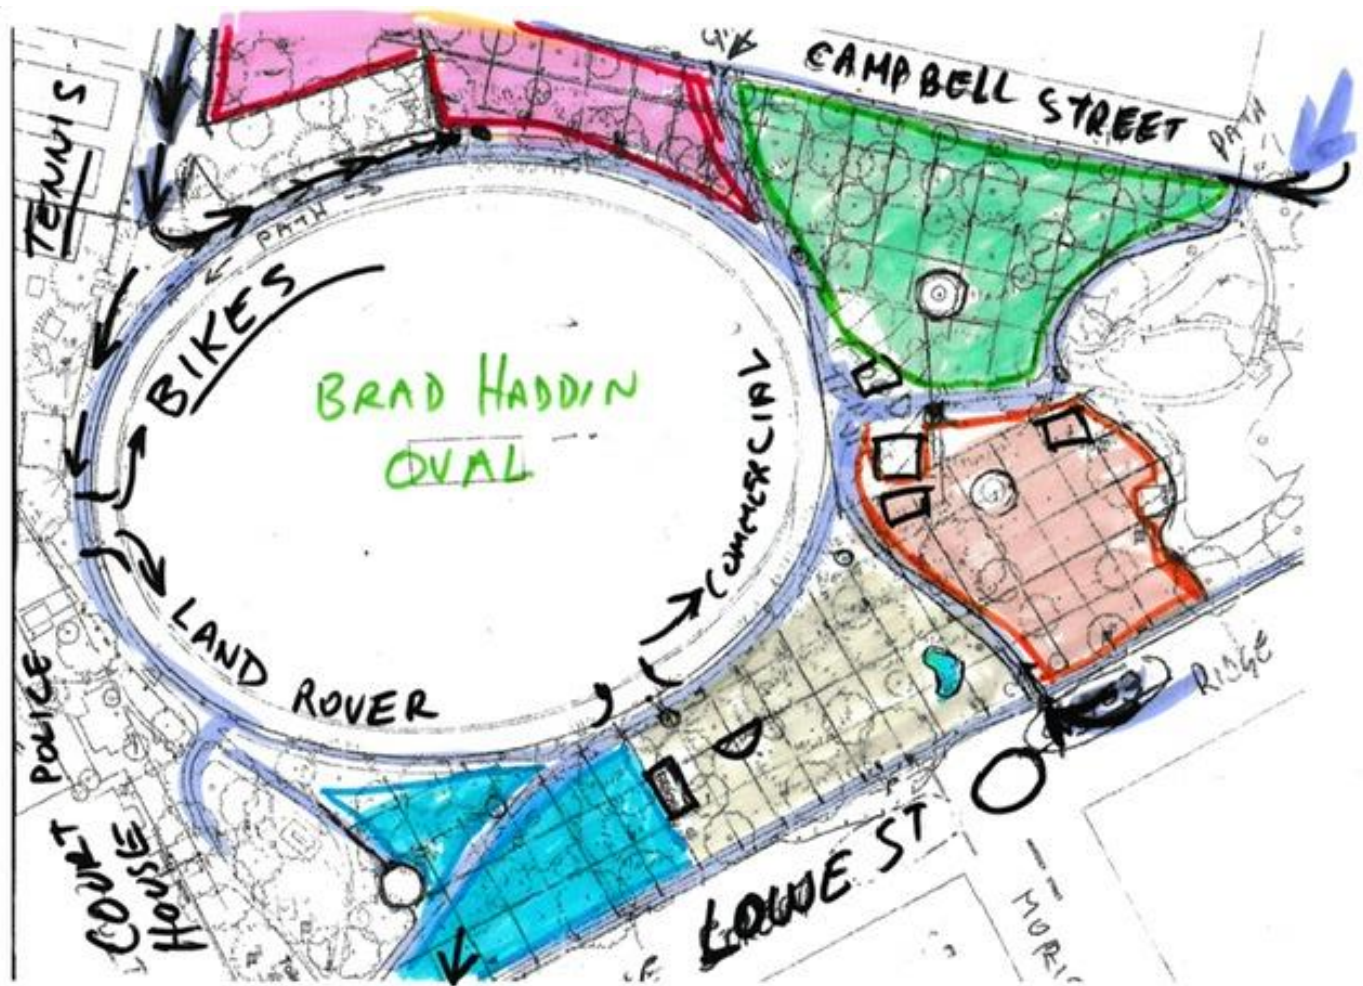 CAMPBELL STREET
PATH
TENNIS
PATH
BIKES
BRAD HADDIN
OVAL
COMMERCIAL
LAND ROVER
RIDGE
POLICE
COURT
HOUSE
LOWE ST